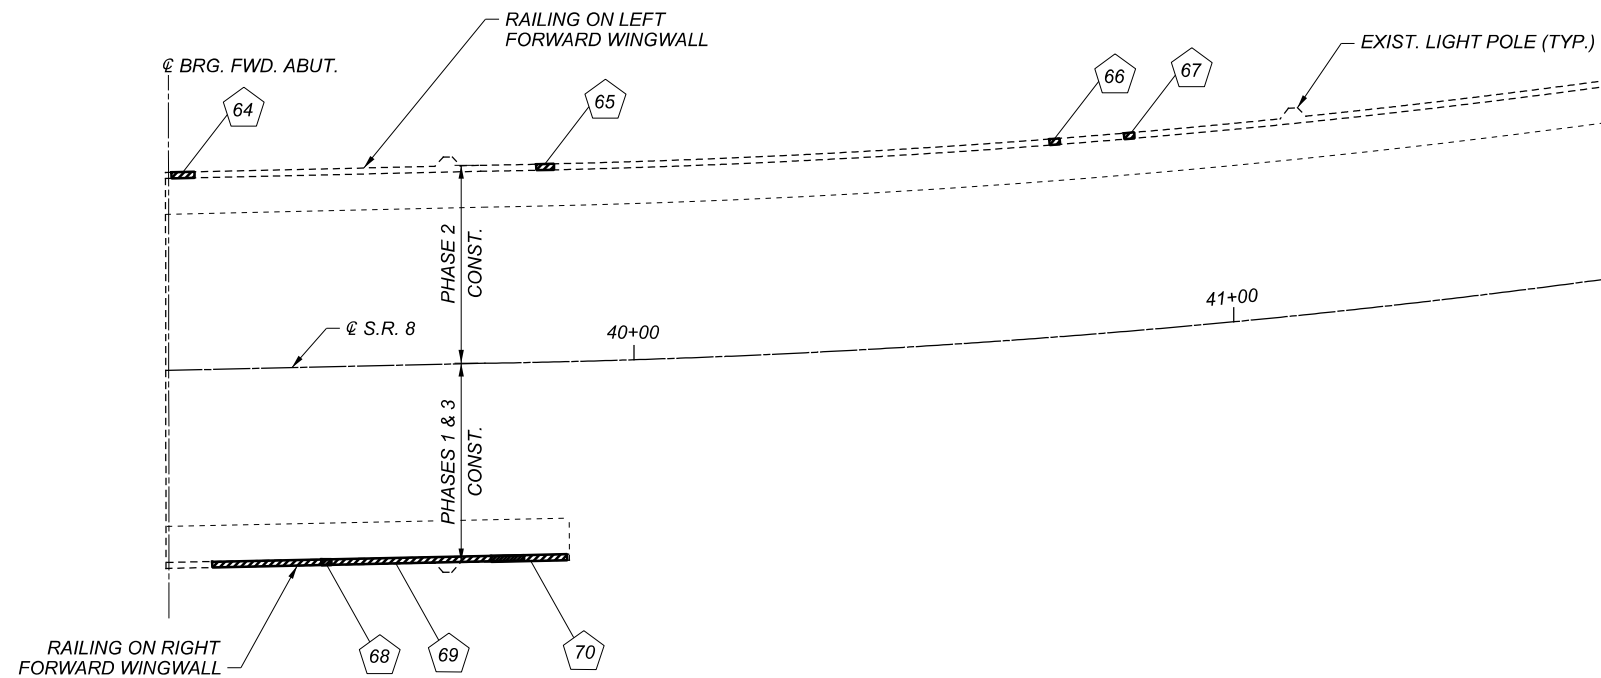 RAILING ON LEFT
FORWARD WINGWALL
EXIST. LIGHT POLE (TYP.)
℄ BRG. FWD. ABUT.
64
65
66
67
PHASE 2
CONST.
℄ S.R. 8
40+00
41+00
PHASES 1 & 3
CONST.
RAILING ON RIGHT
FORWARD WINGWALL
68
69
70